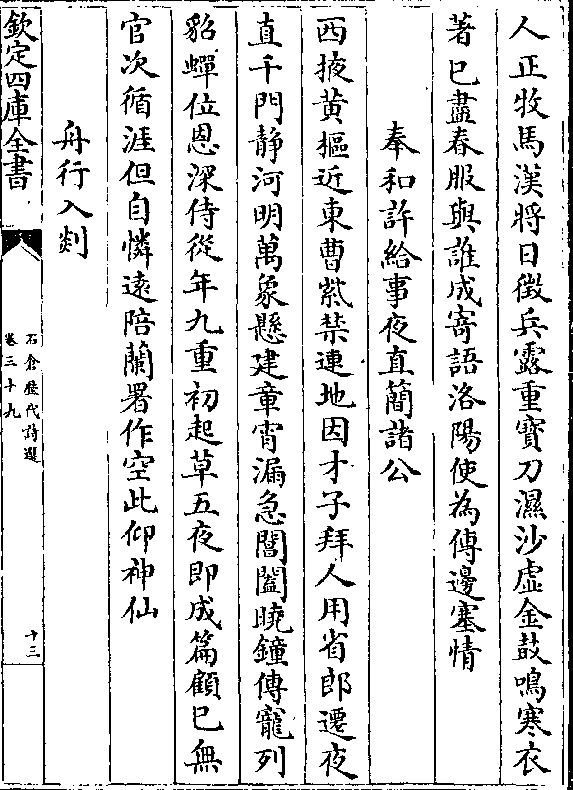 人正牧馬漢將日徵兵露重寳刀濕沙虛金鼓鳴寒衣
著已盡春服與誰成寄語洛陽使為傳邊塞情
奉和許給事夜直簡諸公
西掖黃樞近東曹紫禁連地因才子拜人用省郎遷夜
直千門静河明萬象懸建章宵漏急閶闔曉鐘傳寵列
貂蟬位恩深侍從年九重初起草五夜即成篇顧已無
官次循涯但自憐遠陪蘭署作空此仰神仙
舟行入剡
欽定四庫全書
石倉歷代詩選
卷三十九
十三